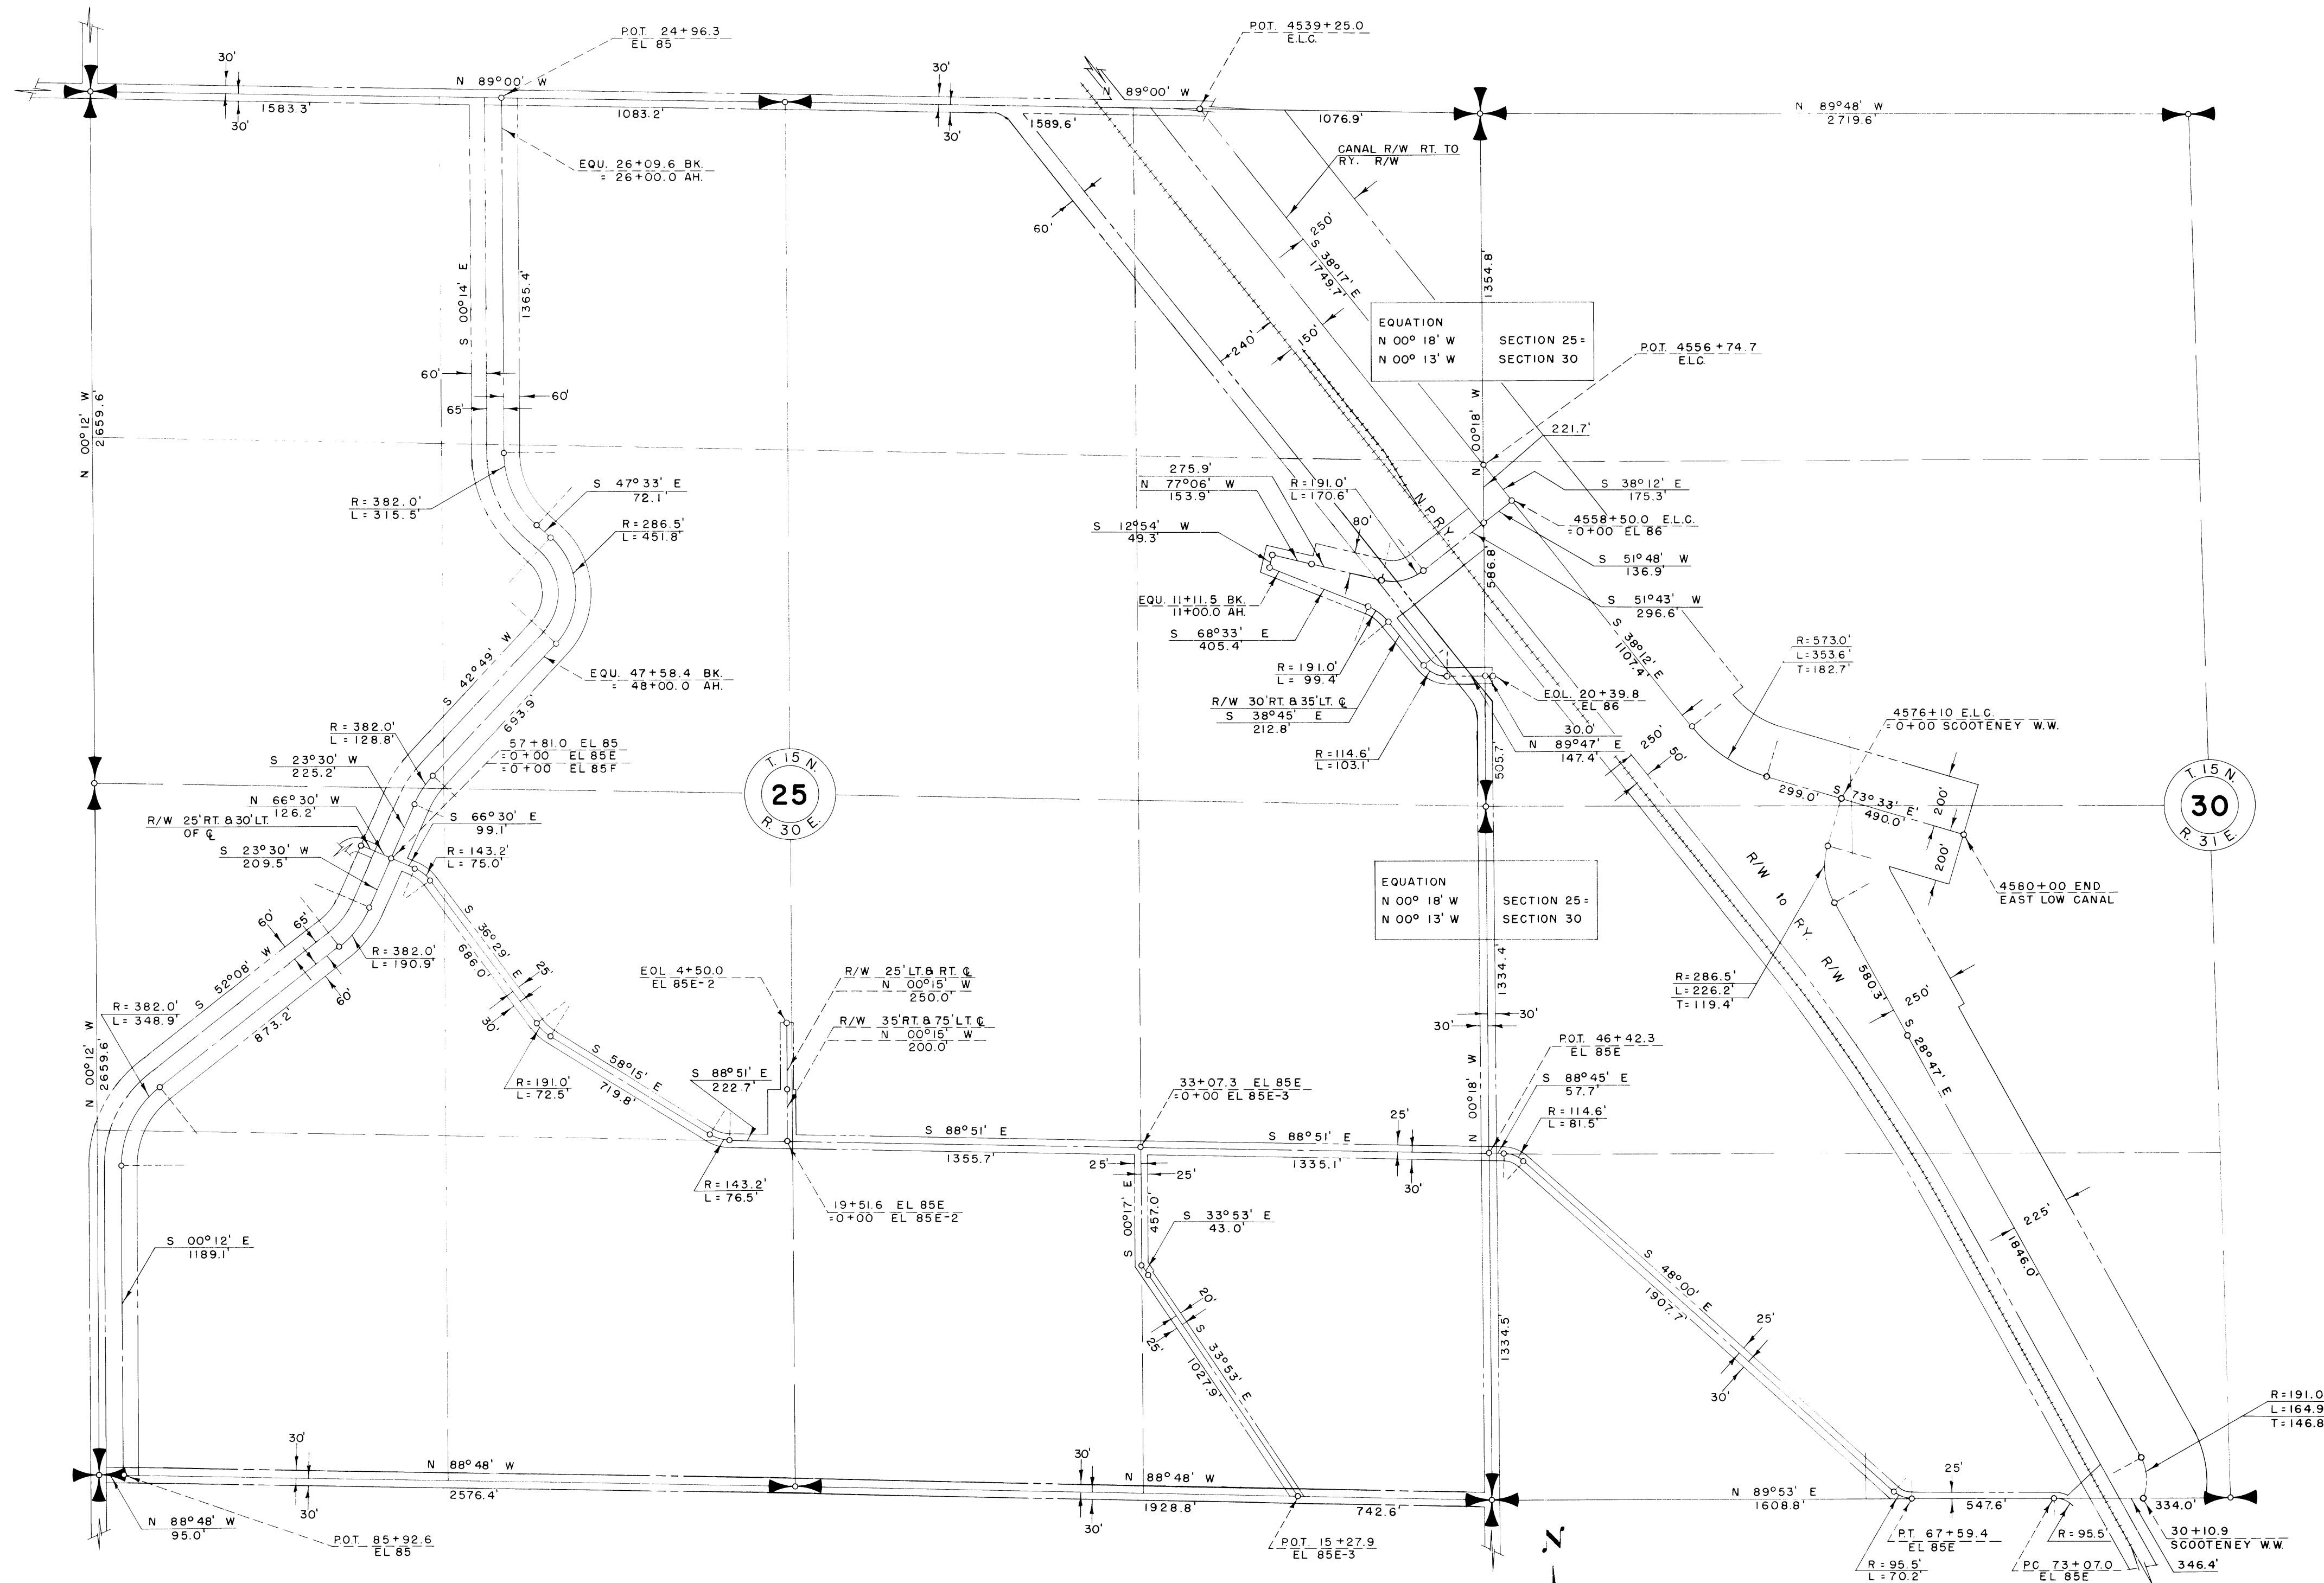 P.O.T. 24+96.3
EL 85
P.O.T. 4539+25.0
E.L.C.
30'
N 89°00' W
1583.3'
30'
1083.2'
30'
30'
N 89°00' W
1589.6'
1076.9'
N 89°48' W
2719.6'
EQU. 26+09.6 BK.
= 26+00.0 AH.
CANAL R/W RT. TO
RY. R/W
60'
250'
S 38°17' E
1749.7'
1354.8'
S 00°14' E
1365.4'
240'
150'
EQUATION
N 00° 18' W SECTION 25=
N 00° 13' W SECTION 30
P.O.T. 4556+74.7
E.L.C.
60'
60'
65'
N 00°12' W
2659.6'
N 00°18' W
221.7'
S 47°33' E
72.1'
R=382.0'
L=315.5'
R=286.5'
L=451.8'
275.9'
N 77°06' W
153.9'
R=191.0'
L=170.6'
N.P.RY.
S 38°12' E
175.3'
S 12°54' W
49.3'
80'
4558+50.0 E.L.C.
=0+00 EL 86
S 51°48' W
136.9'
586.8'
EQU. 11+11.5 BK.
11+00.0 AH.
S 51°43' W
296.6'
S 68°33' E
405.4'
S 38°12' E
1107.4'
R=573.0'
L=353.6'
T=182.7'
S 42°49' W
693.9'
EQU. 47+58.4 BK.
= 48+00.0 AH.
R=191.0'
L= 99.4'
R/W 30'RT. & 35'LT. ℄
S 38°45' E
212.8'
EOL. 20+39.8
EL 86
30.0'
N 89°47' E
147.4'
R=114.6'
L=103.1'
505.7'
250'
50'
4576+10 E.L.C.
=0+00 SCOOTENEY W.W.
R=382.0'
L=128.8'
57+81.0 EL 85
=0+00 EL 85E
=0+00 EL 85F
S 23°30' W
225.2'
N 66°30' W
126.2'
R/W 25'RT. & 30'LT.
OF ℄
S 66°30' E
99.1'
S 23°30' W
209.5'
R=143.2'
L= 75.0'
T. 15 N.
25
R. 30 E.
299.0'
S 73°33' E
490.0'
200'
200'
T. 15 N.
30
R. 31 E.
4580+00 END
EAST LOW CANAL
R/W to RY. R/W
EQUATION
N 00° 18' W SECTION 25=
N 00° 13' W SECTION 30
60'
65'
S 52°08' W
873.2'
60'
R=382.0'
L=190.9'
S 36°29' E
686.0'
25'
30'
EOL. 4+50.0
EL 85E-2
R/W 25'LT.& RT. ℄
N 00°15' W
250.0'
R/W 35'RT. & 75'LT. ℄
N 00°15' W
200.0'
1334.4'
R=286.5'
L=226.2'
T=119.4'
580.3'
250'
R=382.0'
L=348.9'
N 00°12' W
2659.6'
30'
30'
P.O.T. 46+42.3
EL 85E
S 28°47' E
1846.0'
R=191.0'
L= 72.5'
S 58°15' E
719.8'
S 88°51' E
222.7'
33+07.3 EL 85E
=0+00 EL 85E-3
N 00°18' W
S 88°45' E
57.7'
R=114.6'
L=81.5'
S 88°51' E
1355.7'
S 88°51' E
1335.1'
25'
30'
25'
25'
R=143.2'
L= 76.5'
19+51.6 EL 85E
=0+00 EL 85E-2
S 00°17' E
457.0'
S 33°53' E
43.0'
225'
S 00°12' E
1189.1'
20'
25'
S 33°53' E
1027.9'
1334.5'
S 48°00' E
1907.7'
25'
30'
R=191.0
L=164.9
T=146.8
30'
N 88°48' W
2576.4'
30'
30'
N 88°48' W
1928.8'
30'
742.6'
N 89°53' E
1608.8'
25'
547.6'
334.0'
N 88°48' W
95.0'
P.O.T. 85+92.6
EL 85
P.O.T. 15+27.9
EL 85E-3
N
P.T. 67+59.4
EL 85E
R=95.5'
L=70.2'
R=95.5'
P.C. 73+07.0
EL 85E
30+10.9
SCOOTENEY W.W.
346.4'